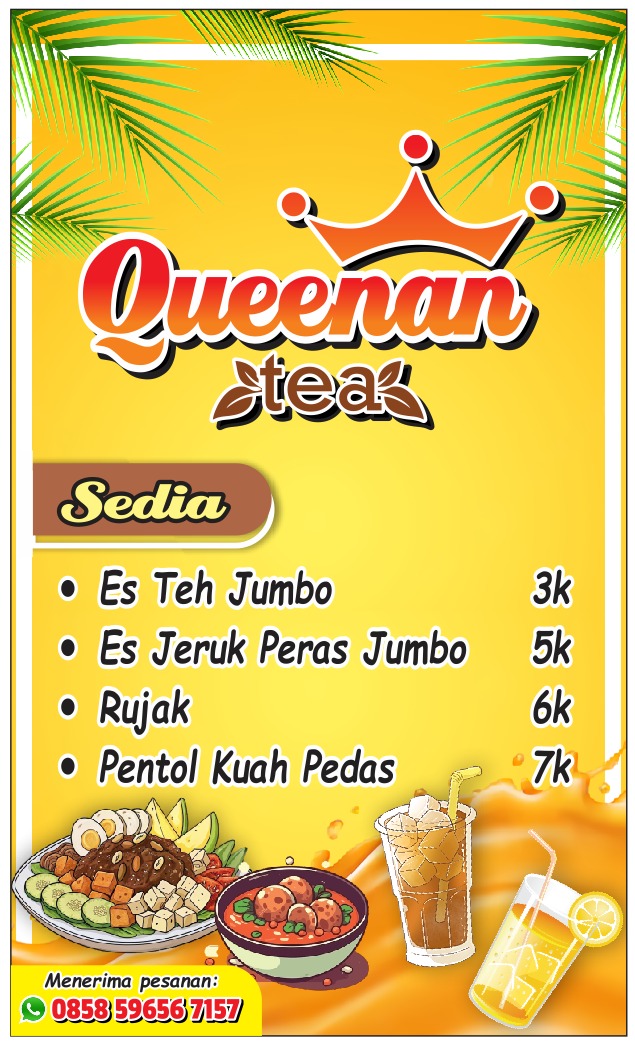 Queenan
tea
Sedia
• Es Teh Jumbo 3k
• Es Jeruk Peras Jumbo 5k
• Rujak 6k
• Pentol Kuah Pedas 7k
Menerima pesanan:
0858 59656 7157